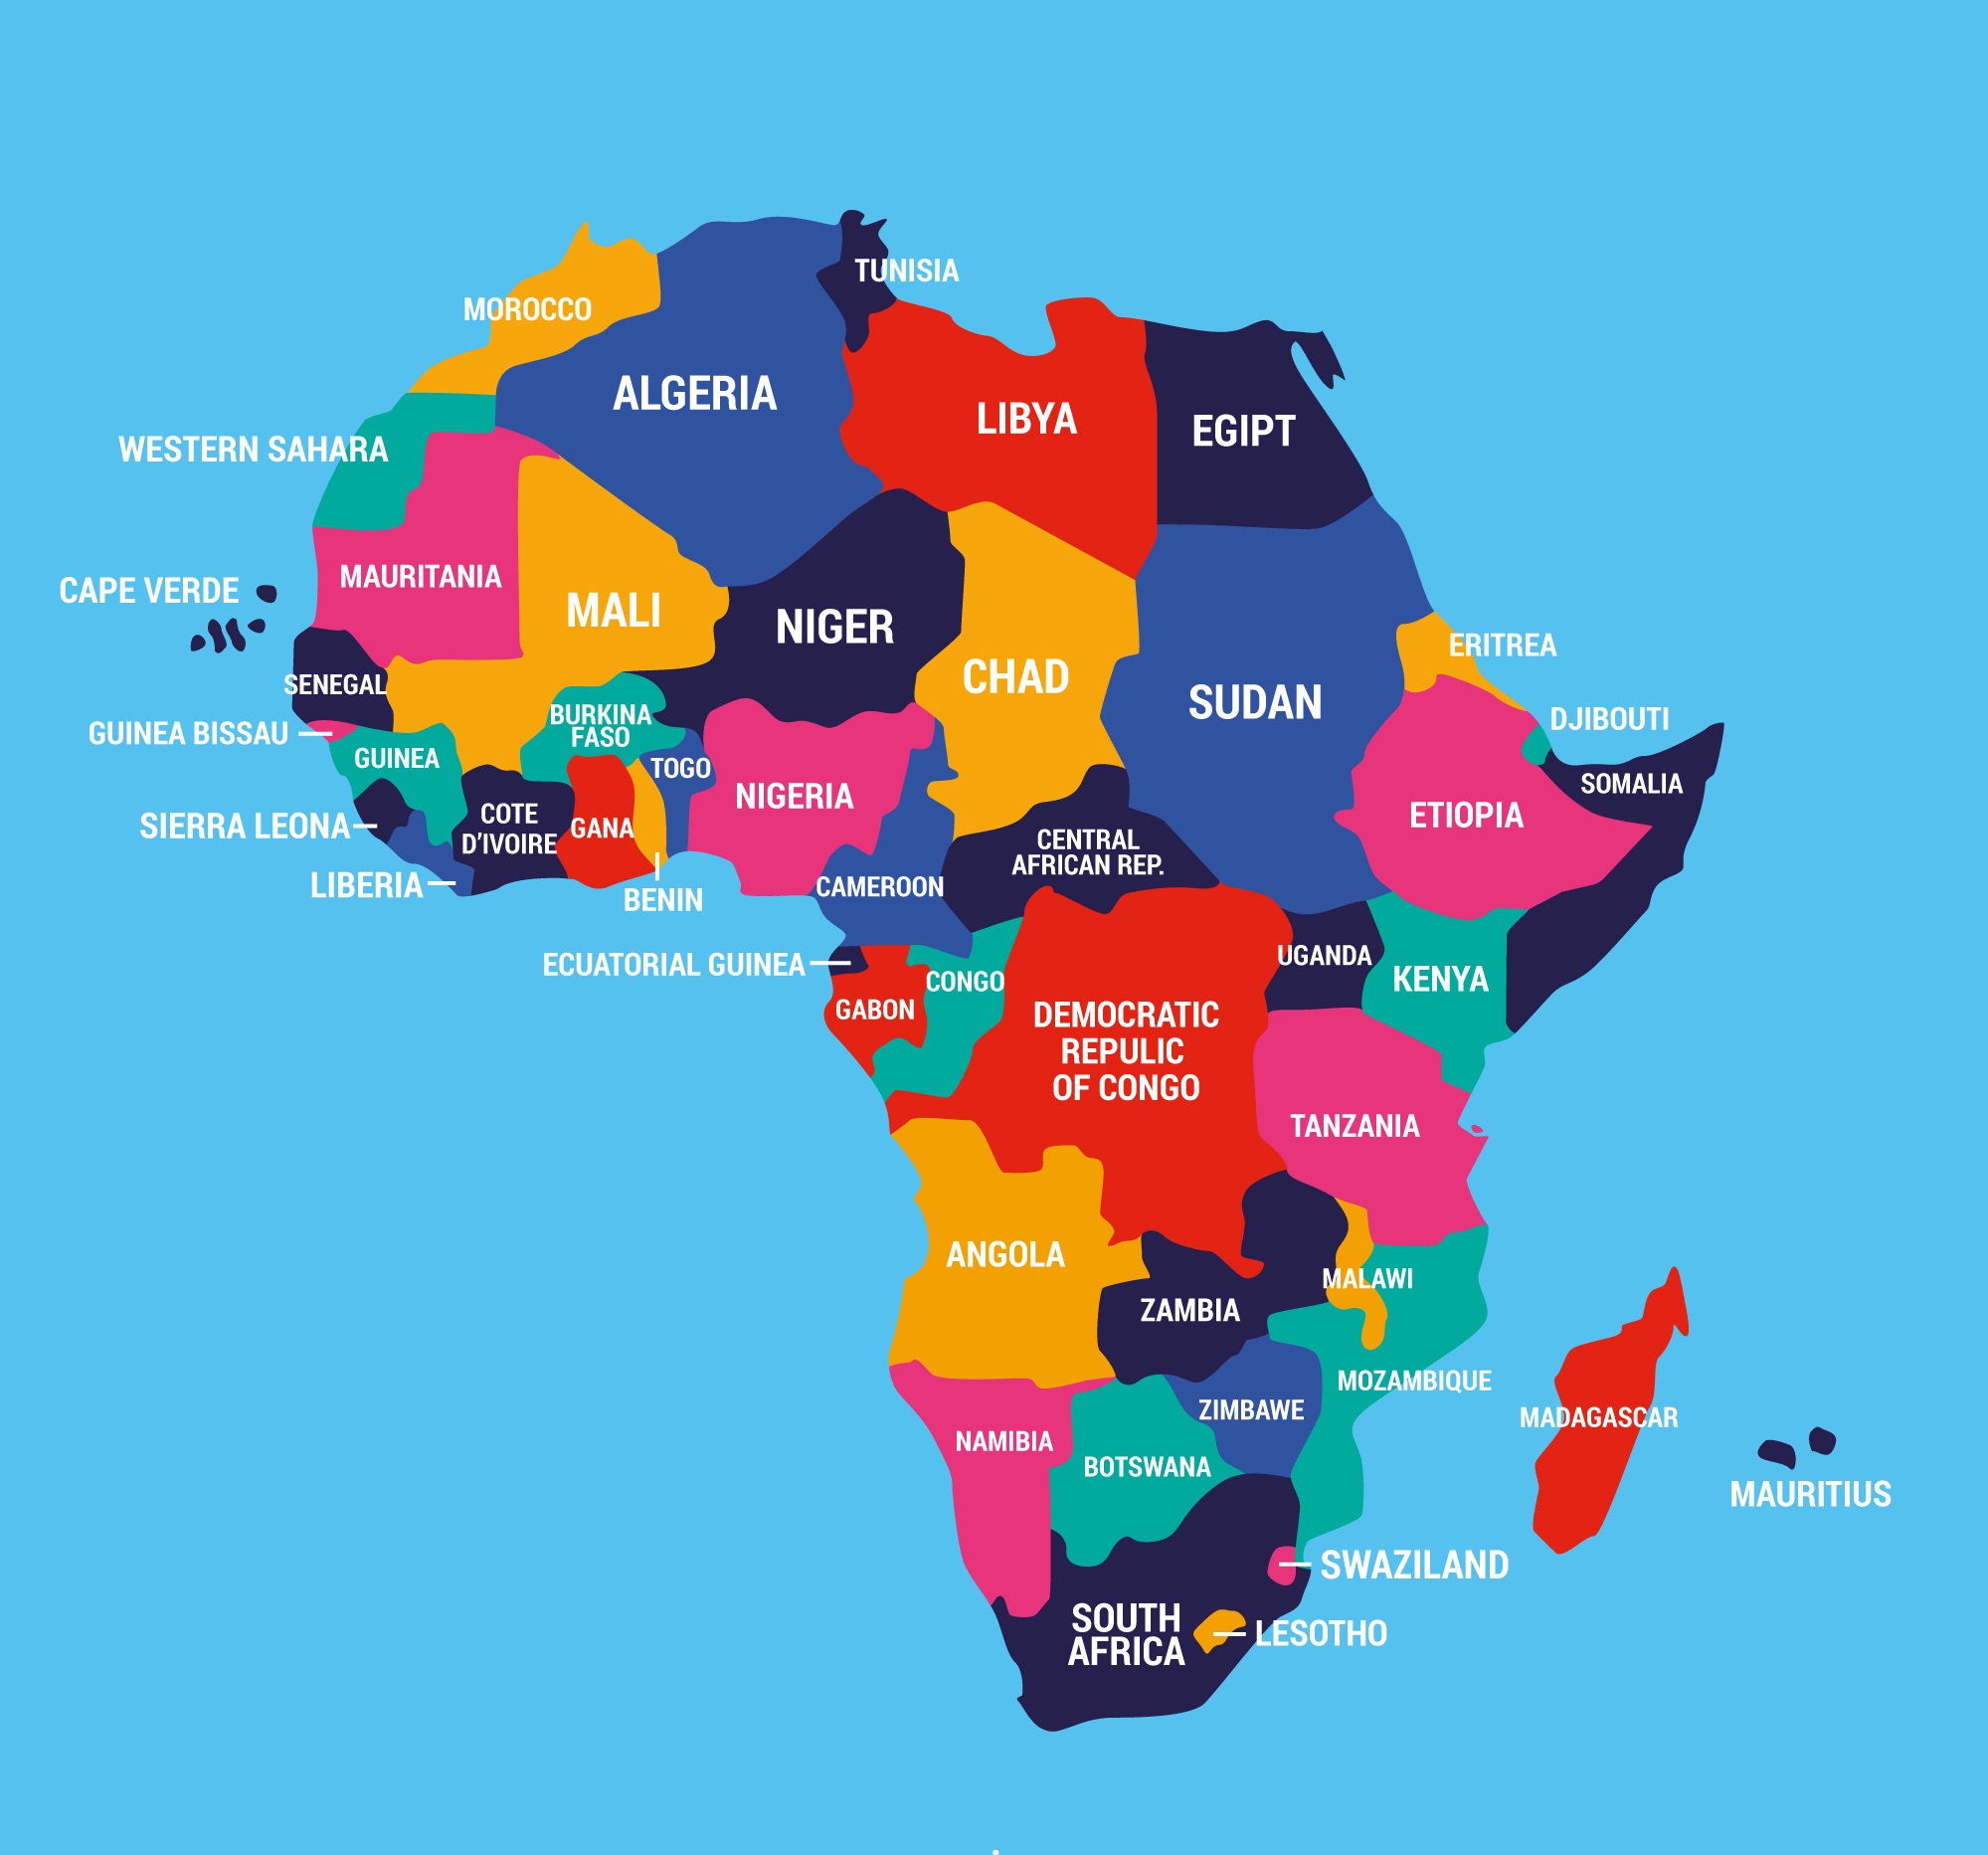 TUNISIA
MOROCCO
ALGERIA
LIBYA
EGIPT
WESTERN SAHARA
MAURITANIA
CAPE VERDE
MALI
NIGER
ERITREA
CHAD
SENEGAL
SUDAN
BURKINA
FASO
DJIBOUTI
GUINEA BISSAU
GUINEA
TOGO
SOMALIA
NIGERIA
COTE
D'IVOIRE
ETIOPIA
SIERRA LEONA
GANA
CENTRAL
AFRICAN REP.
LIBERIA
CAMEROON
BENIN
UGANDA
ECUATORIAL GUINEA
CONGO
KENYA
GABON
DEMOCRATIC
REPULIC
OF CONGO
TANZANIA
ANGOLA
MALAWI
ZAMBIA
MOZAMBIQUE
ZIMBAWE
MADAGASCAR
NAMIBIA
BOTSWANA
MAURITIUS
SWAZILAND
SOUTH
AFRICA
LESOTHO